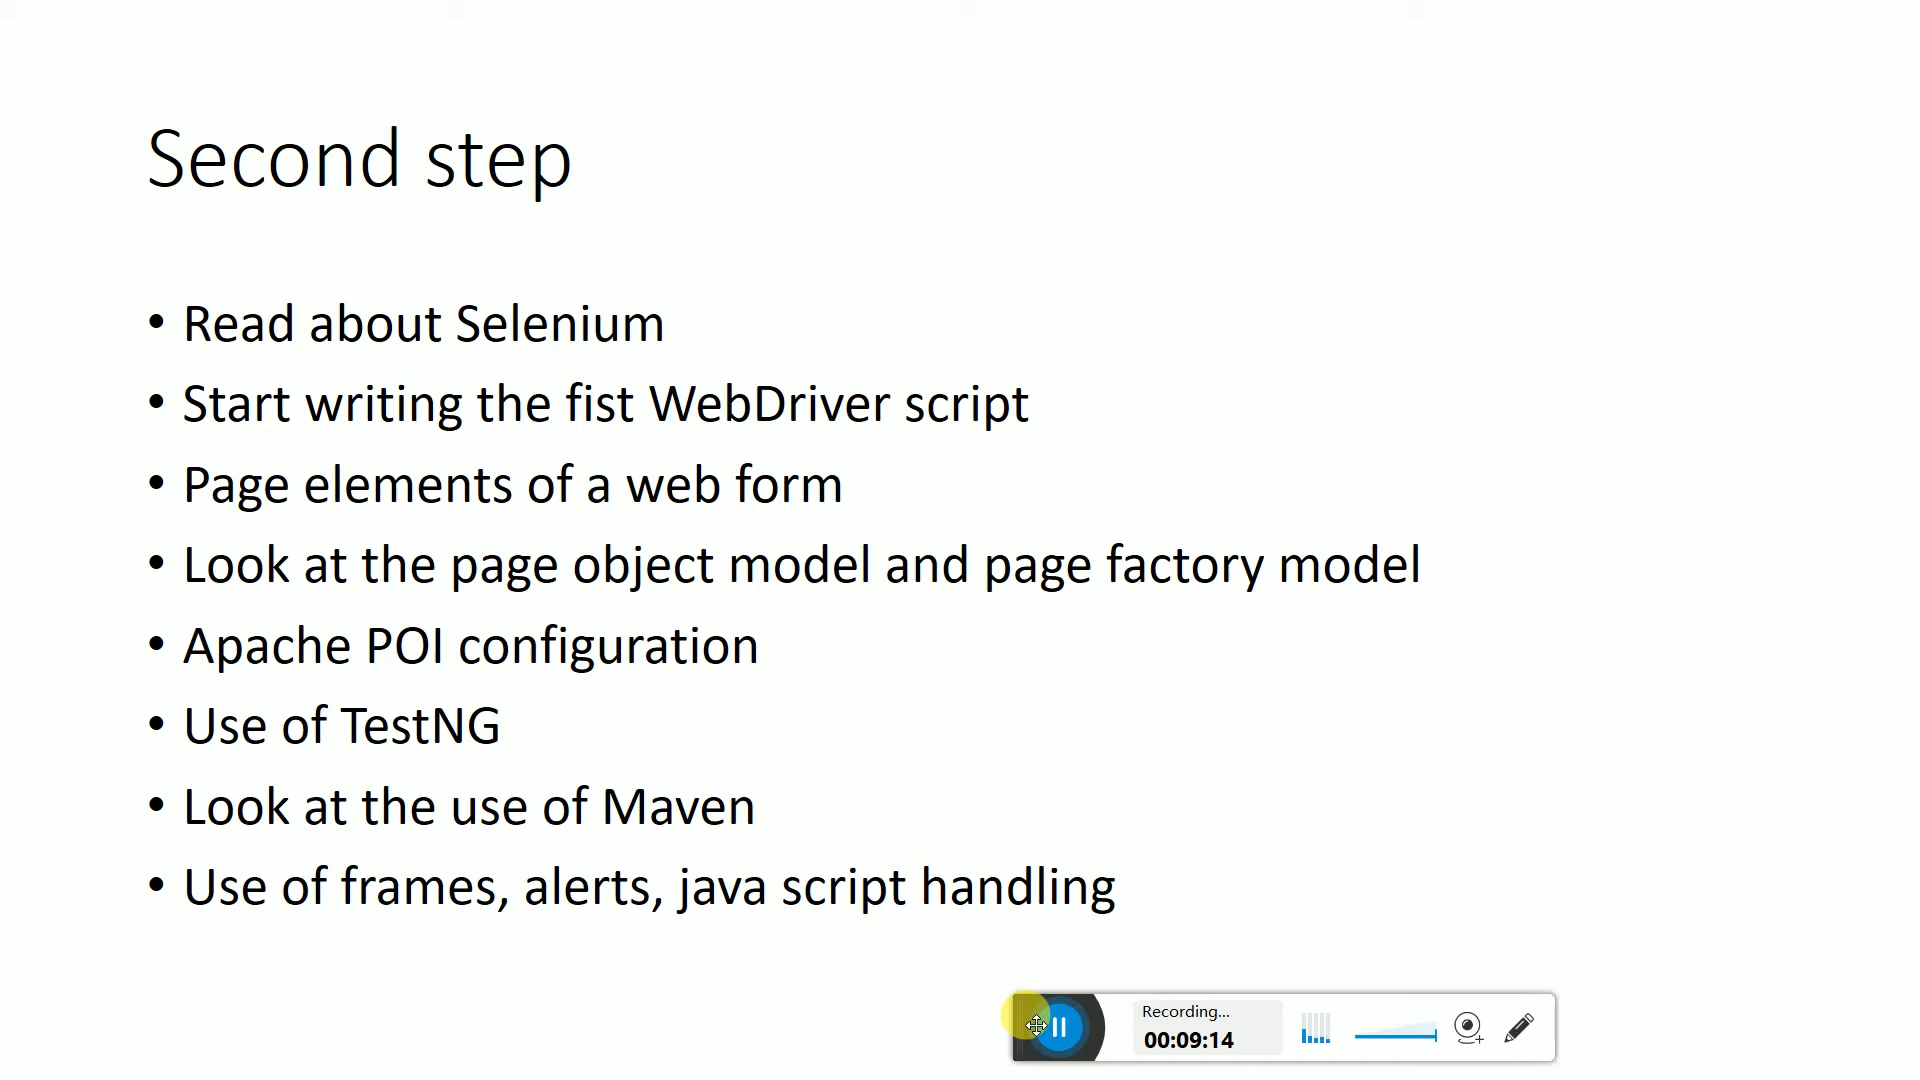 Second step
• Read about Selenium
• Start writing the fist WebDriver script
• Page elements of a web form
• Look at the page object model and page factory model
• Apache POI configuration
• Use of TestNG
• Look at the use of Maven
• Use of frames, alerts, java script handling
Recording...
00:09:14